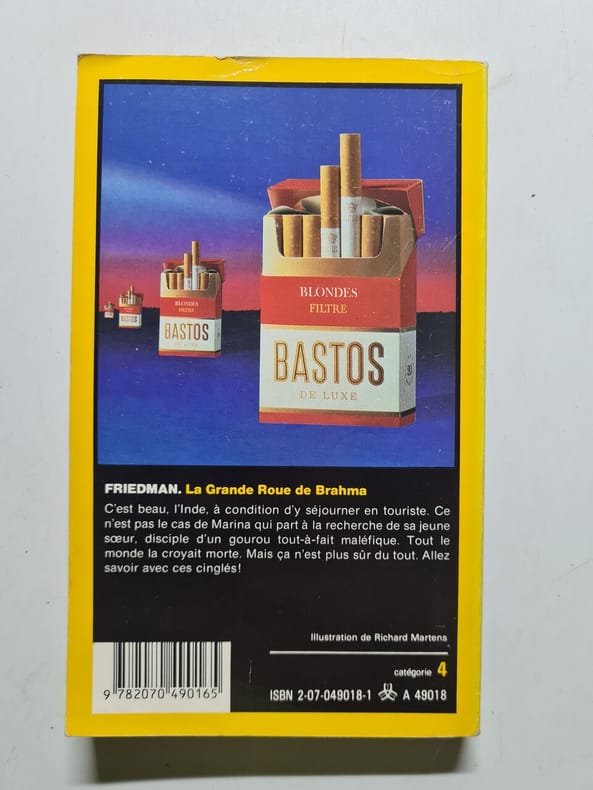 BLONDES
FILTRE
BASTOS
DE LUXE
BLONDES
FILTRE
BASTOS
DE LUXE
BASTOS
FRIEDMAN. La Grande Roue de Brahma
C'est beau, l'Inde, à condition d'y séjourner en touriste. Ce
n'est pas le cas de Marina qui part à la recherche de sa jeune
sœur, disciple d'un gourou tout-à-fait maléfique. Tout le
monde la croyait morte. Mais ça n'est plus sûr du tout. Allez
savoir avec ces cinglés!
Illustration de Richard Martens
catégorie 4
9 782070 490165
ISBN 2-07-049018-1 A 49018